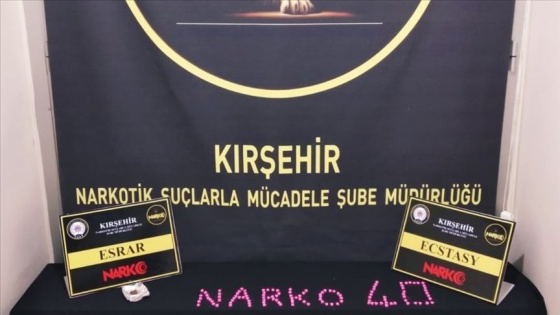 KIRŞEHİR
NARKOTİK SUÇLARLA MÜCADELE ŞUBE MÜDÜRLÜĞÜ
KIRŞEHİR
ESRAR
NARKO
KIRŞEHİR
ECSTASY
NARKO
NARKO 40